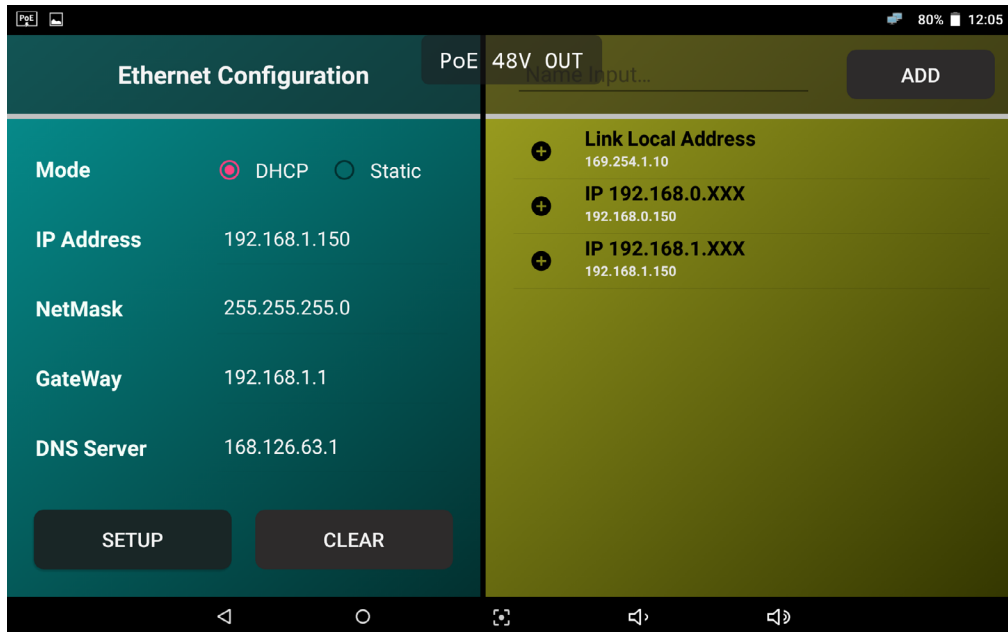 PoE
80%
12:05
Ethernet Configuration
PoE 48V OUT
Name Input...
ADD
Mode
DHCP
Static
IP Address
192.168.1.150
NetMask
255.255.255.0
GateWay
192.168.1.1
DNS Server
168.126.63.1
SETUP
CLEAR
Link Local Address
169.254.1.10
IP 192.168.0.XXX
192.168.0.150
IP 192.168.1.XXX
192.168.1.150